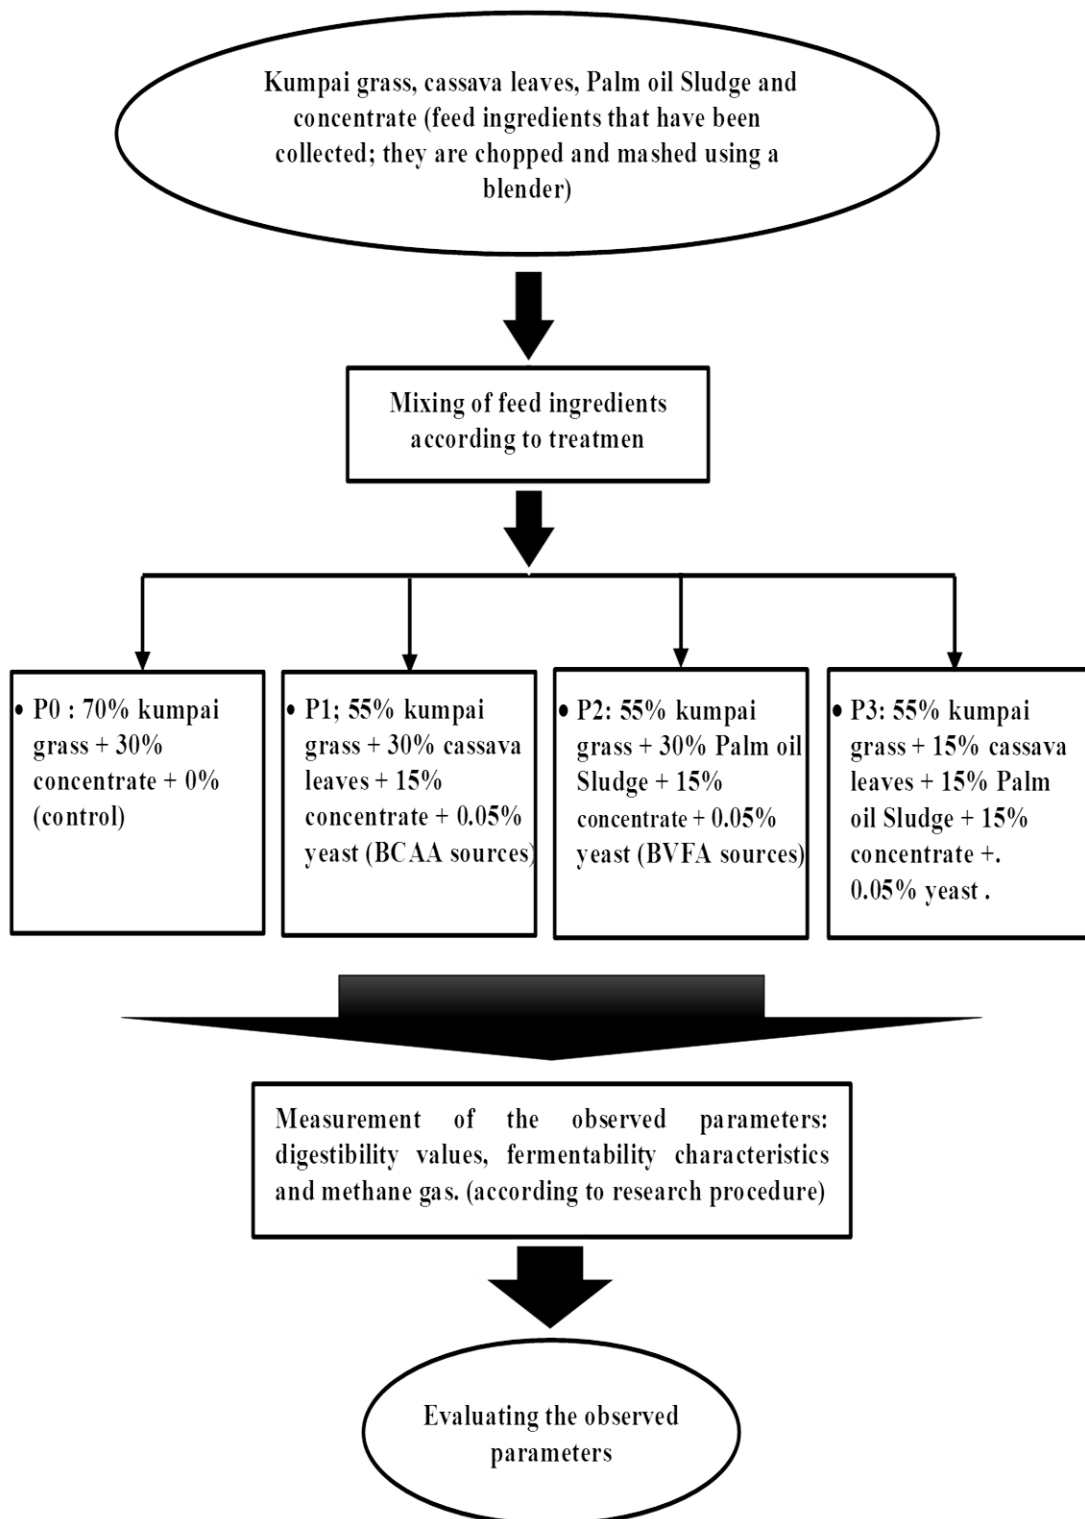 Kumpai grass, cassava leaves, Palm oil Sludge and
concentrate (feed ingredients that have been
collected; they are chopped and mashed using a
blender)
Mixing of feed ingredients
according to treatmen
• P0 : 70% kumpai
grass + 30%
concentrate + 0%
(control)
• P1; 55% kumpai
grass + 30% cassava
leaves + 15%
concentrate + 0.05%
yeast (BCAA sources)
• P2: 55% kumpai
grass + 30% Palm oil
Sludge + 15%
concentrate + 0.05%
yeast (BVFA sources)
• P3: 55% kumpai
grass + 15% cassava
leaves + 15% Palm
oil Sludge + 15%
concentrate +.
0.05% yeast .
Measurement of the observed parameters:
digestibility values, fermentability characteristics
and methane gas. (according to research procedure)
Evaluating the observed
parameters